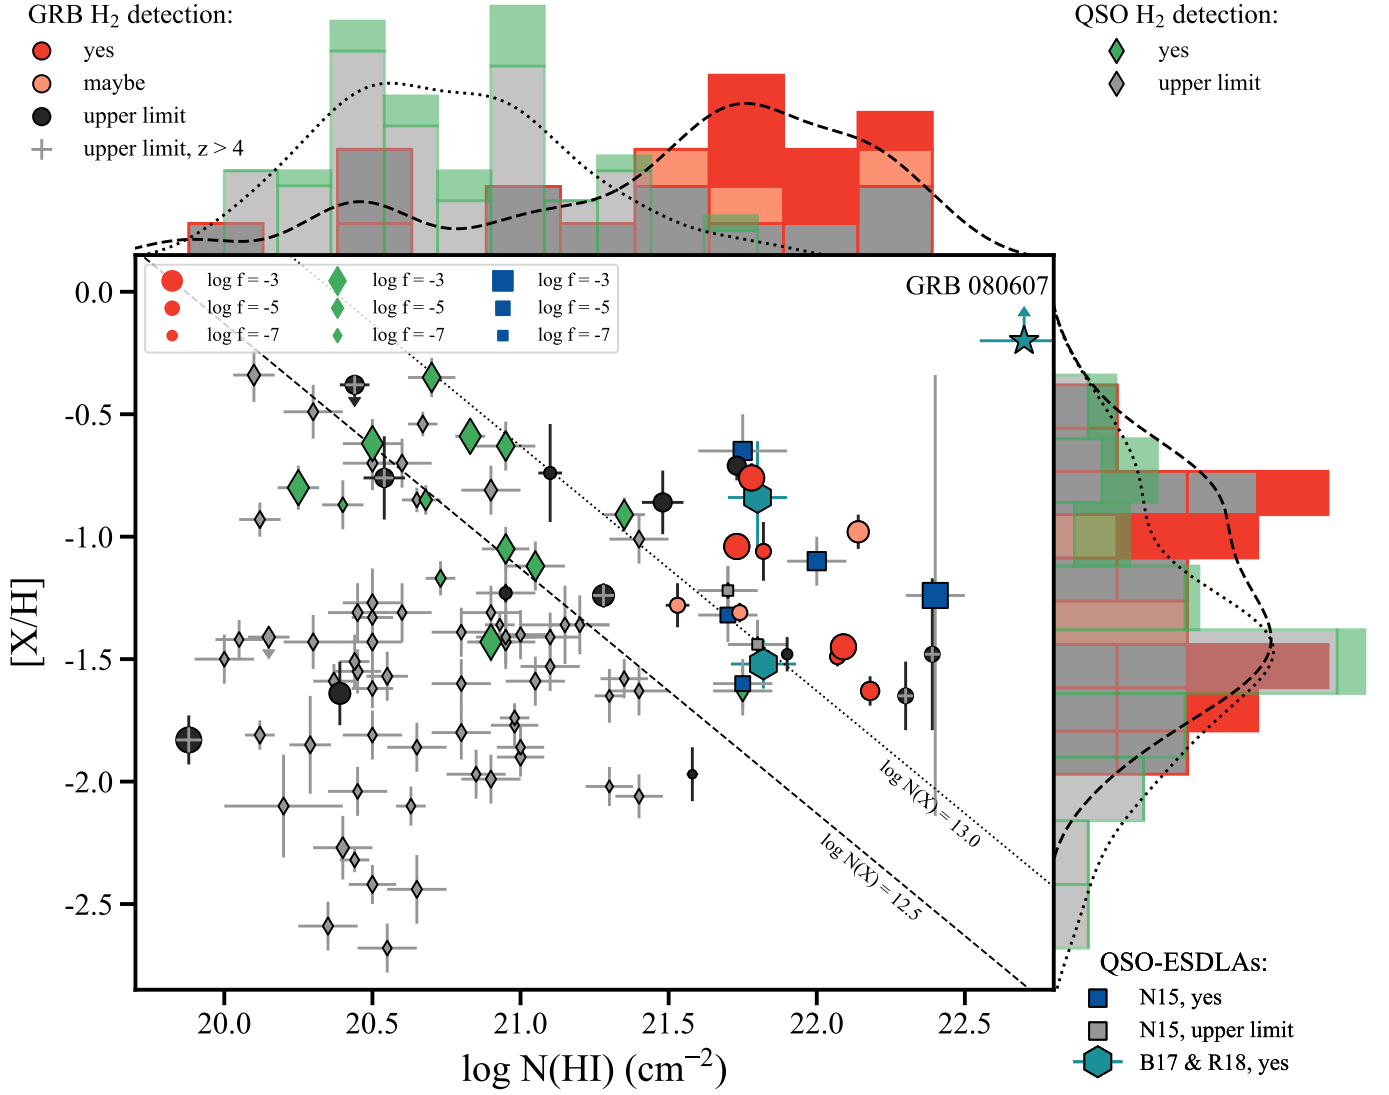 GRB H₂ detection:
yes
maybe
upper limit
upper limit, z > 4
QSO H₂ detection:
yes
upper limit
log f = -3 log f = -3 log f = -3
log f = -5 log f = -5 log f = -5
log f = -7 log f = -7 log f = -7
GRB 080607
0.0
-0.5
-1.0
-1.5
-2.0
-2.5
[X/H]
log N(X) = 13.0
log N(X) = 12.5
20.0 20.5 21.0 21.5 22.0 22.5
log N(HI) (cm⁻²)
QSO-ESDLAs:
N15, yes
N15, upper limit
B17 & R18, yes